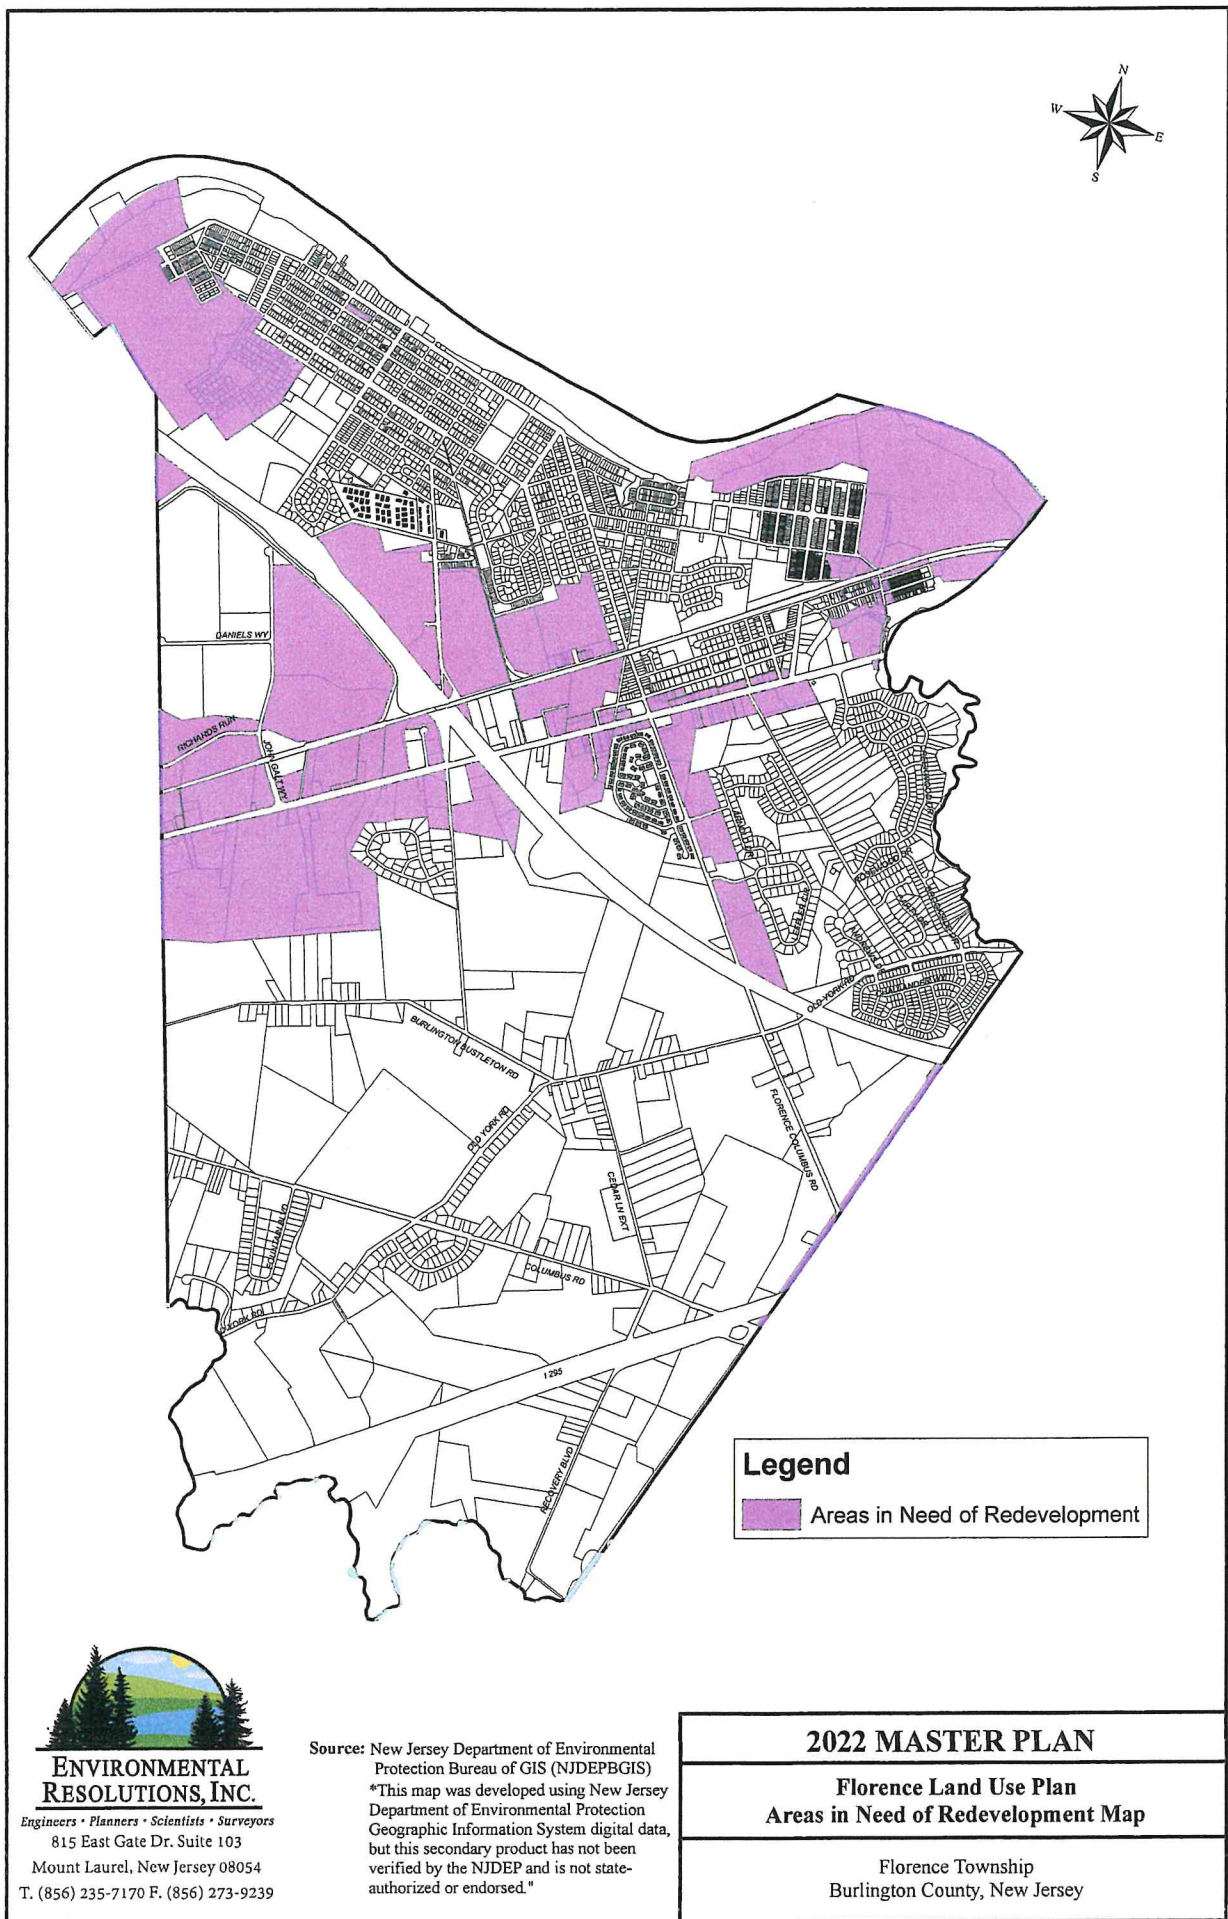 N
W
E
S
DANIELS WY
RICHARDS RUN
JOHN GALT WY
OLD YORK RD
BURLINGTON BUSTLETON RD
OLD YORK RD
FLORENCE COLUMBUS RD
CEDAR LN EXT
FOUNTAIN BLVD
COLUMBUS RD
I 295
RECOVERY BLVD
Legend
Areas in Need of Redevelopment
ENVIRONMENTAL
RESOLUTIONS, INC.
Engineers • Planners • Scientists • Surveyors
815 East Gate Dr. Suite 103
Mount Laurel, New Jersey 08054
T. (856) 235-7170 F. (856) 273-9239
Source: New Jersey Department of Environmental
Protection Bureau of GIS (NJDEPBGIS)
*This map was developed using New Jersey
Department of Environmental Protection
Geographic Information System digital data,
but this secondary product has not been
verified by the NJDEP and is not state-
authorized or endorsed."
2022 MASTER PLAN
Florence Land Use Plan
Areas in Need of Redevelopment Map
Florence Township
Burlington County, New Jersey